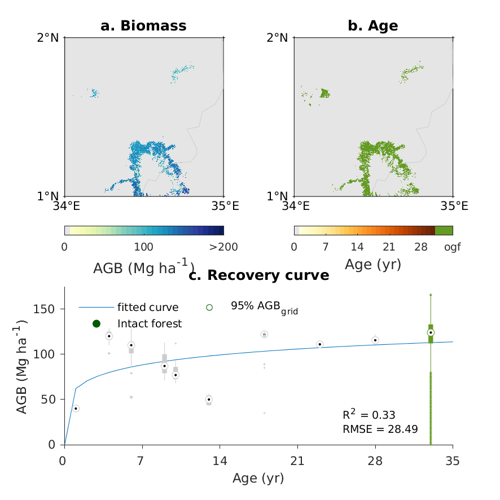 a. Biomass
b. Age
2°N
2°N
1°N
1°N
34°E
35°E
34°E
35°E
0
100
>200
0
7
14
21
28
ogf
AGB (Mg ha⁻¹)
Age (yr)
c. Recovery curve
fitted curve
95% AGB_grid
Intact forest
150
100
50
0
AGB (Mg ha⁻¹)
R² = 0.33
RMSE = 28.49
0
7
14
21
28
35
Age (yr)